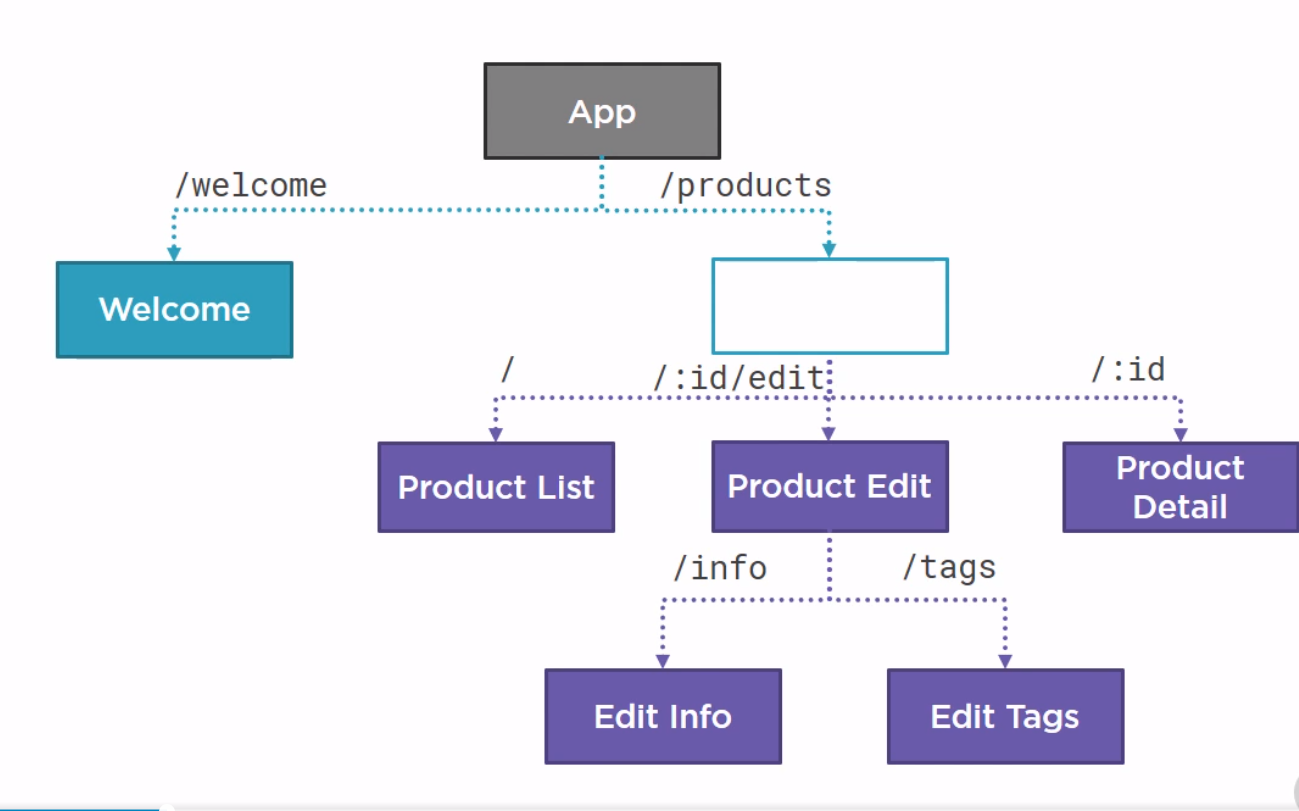 App
/welcome
/products
Welcome
/
/:id/edit
/:id
Product List
Product Edit
Product
Detail
/info
/tags
Edit Info
Edit Tags